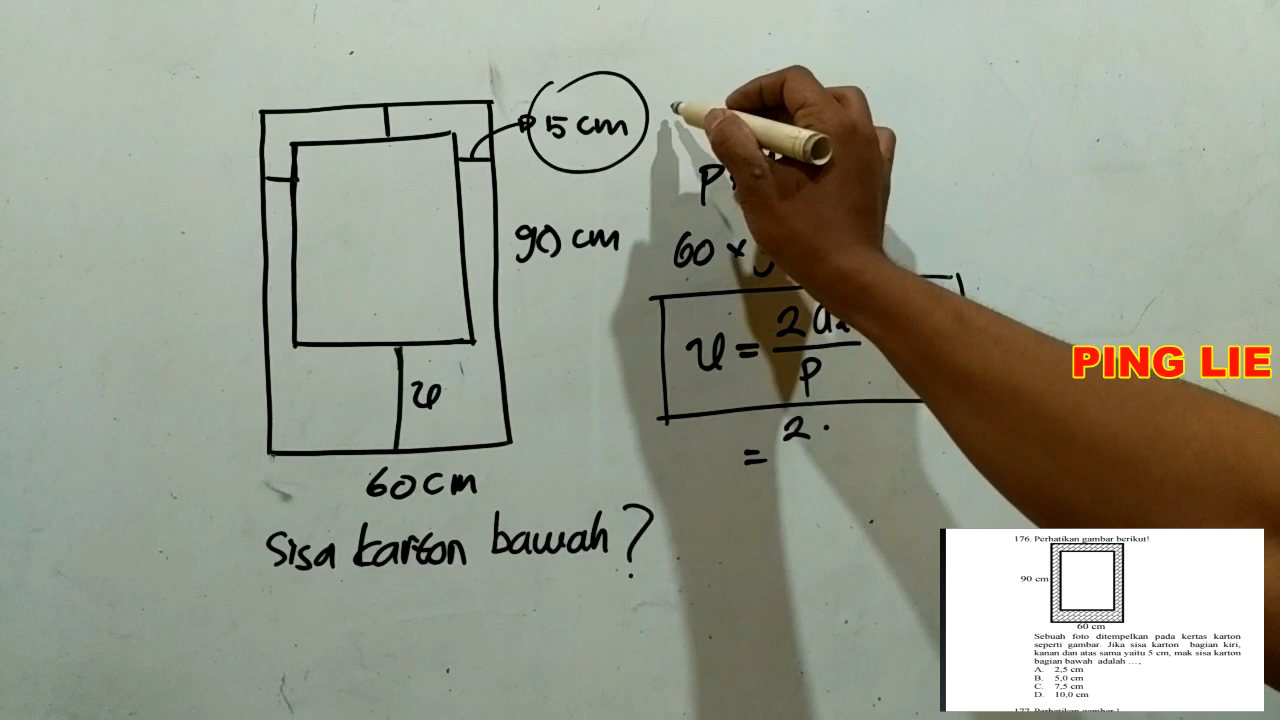 5 cm
90 cm
P
60 ×
u = 2
P
u
= 2 .
60 cm
sisa karton bawah ?
PING LIE
176. Perhatikan gambar berikut!
90 cm
60 cm
Sebuah foto ditempelkan pada kertas karton
seperti gambar. Jika sisa karton bagian kiri,
kanan dan atas sama yaitu 5 cm, mak sisa karton
bagian bawah adalah ....
A. 2,5 cm
B. 5,0 cm
C. 7,5 cm
D. 10,0 cm